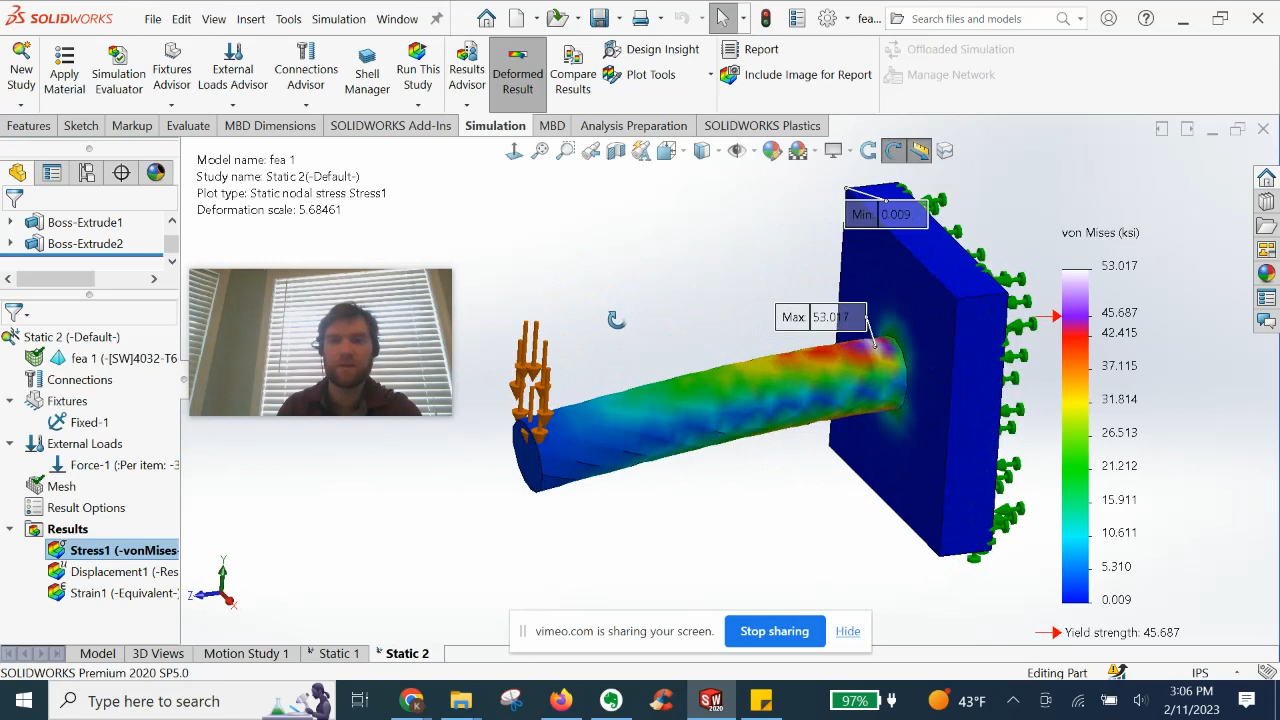 SOLIDWORKS File Edit View Insert Tools Simulation Window fea... Search files and models
New Study
Apply Material
Simulation Evaluator
Fixtures Advisor
External Loads Advisor
Connections Advisor
Shell Manager
Run This Study
Results Advisor
Deformed Result
Compare Results
Design Insight
Plot Tools
Report
Include Image for Report
Offloaded Simulation
Manage Network
Features Sketch Markup Evaluate MBD Dimensions SOLIDWORKS Add-Ins Simulation MBD Analysis Preparation SOLIDWORKS Plastics
Boss-Extrude1
Boss-Extrude2
Static 2 (-Default-)
fea 1 (-[SW]4032-T6
Connections
Fixtures
Fixed-1
External Loads
Force-1 (:Per item: -3
Mesh
Result Options
Results
Stress1 (-vonMises-
Displacement1 (-Res
Strain1 (-Equivalent-
Model name: fea 1
Study name: Static 2(-Default-)
Plot type: Static nodal stress Stress1
Deformation scale: 5.68461
Min: 0.009
Max: 53.017
Y
Z
X
von Mises (ksi)
53.017
45.687
42.415
37.114
31.813
26.513
21.212
15.911
10.611
5.310
0.009
Yield strength: 45.687
vimeo.com is sharing your screen. Stop sharing Hide
Model 3D Views Motion Study 1 Static 1 Static 2
SOLIDWORKS Premium 2020 SP5.0 Editing Part IPS
Type here to search
SW
2020
97%
43°F
3:06 PM
2/11/2023